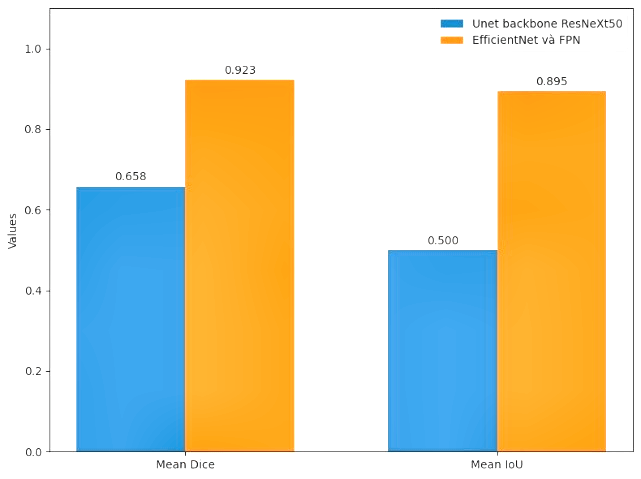 Unet backbone ResNeXt50
EfficientNet và FPN
1.0
0.8
0.6
0.4
0.2
0.0
Values
0.658
0.923
0.500
0.895
Mean Dice
Mean IoU